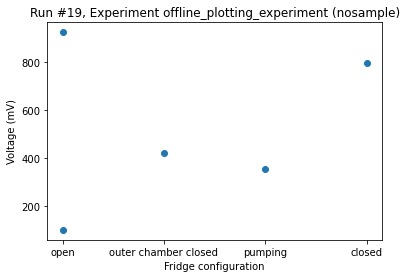 Run #19, Experiment offline_plotting_experiment (nosample)
Voltage (mV)
800
600
400
200
open
outer chamber closed
pumping
closed
Fridge configuration